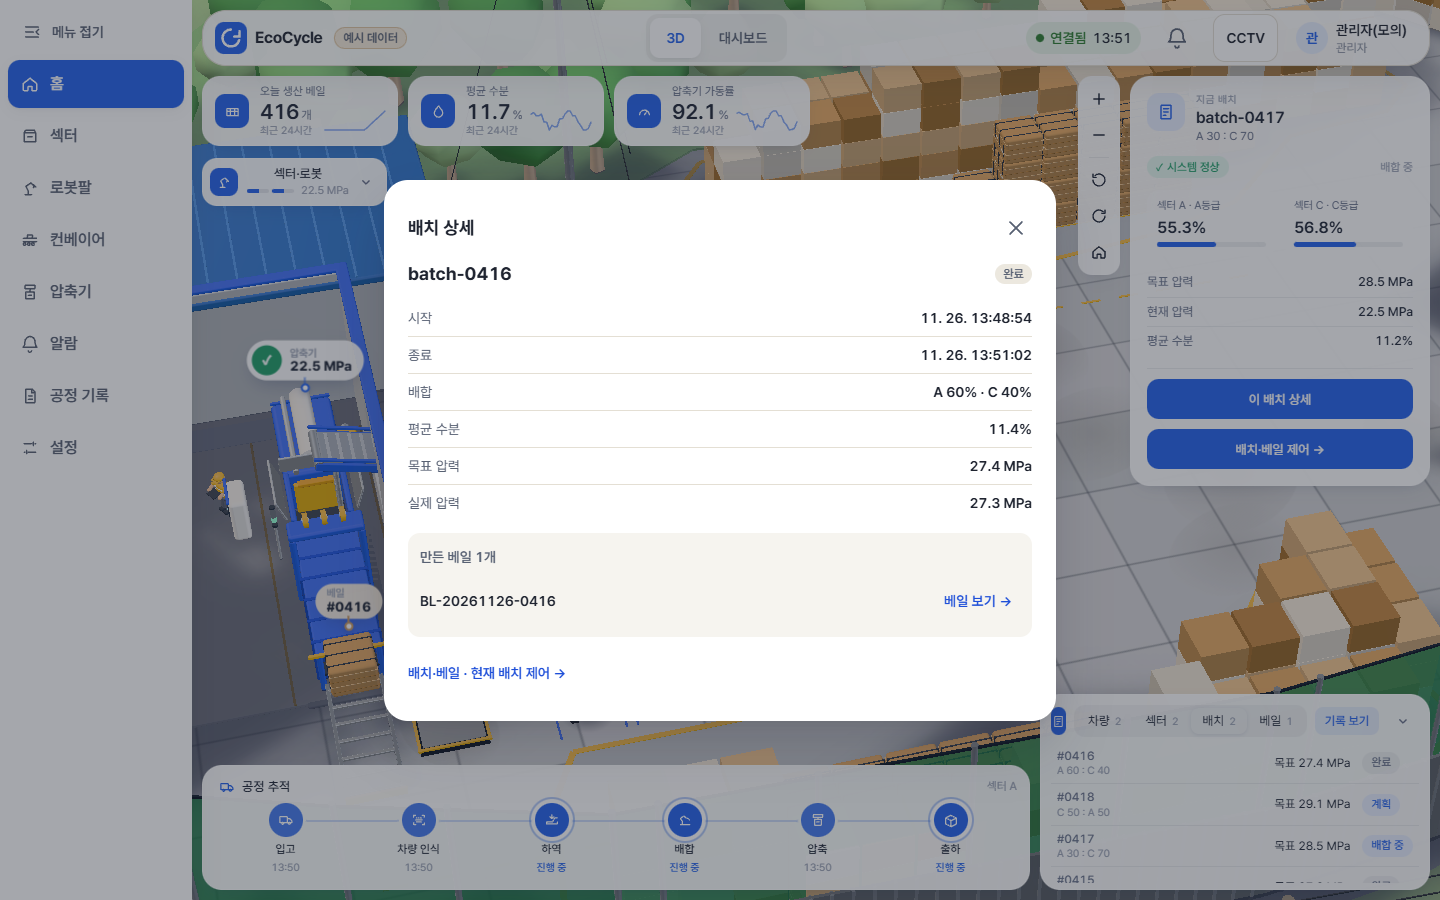 메뉴 접기
홈
섹터
로봇팔
컨베이어
압축기
알람
공정 기록
설정
EcoCycle
예시 데이터
3D
대시보드
연결됨 13:51
CCTV
관
관리자(모의)
관리자
오늘 생산 베일
416개
최근 24시간
평균 수분
11.7%
최근 24시간
압축기 가동률
92.1%
최근 24시간
섹터·로봇
22.5 MPa
압축기
22.5 MPa
베일
#0416
지금 배치
batch-0417
A 30 : C 70
✓ 시스템 정상
배합 중
섹터 A · A등급
55.3%
섹터 C · C등급
56.8%
목표 압력 28.5 MPa
현재 압력 22.5 MPa
평균 수분 11.2%
이 배치 상세
배치·베일 제어 →
배치 상세
batch-0416
완료
시작 11. 26. 13:48:54
종료 11. 26. 13:51:02
배합 A 60% · C 40%
평균 수분 11.4%
목표 압력 27.4 MPa
실제 압력 27.3 MPa
만든 베일 1개
BL-20261126-0416
베일 보기 →
배치·베일 · 현재 배치 제어 →
공정 추적
섹터 A
입고
13:50
차량 인식
13:50
하역
진행 중
배합
진행 중
압축
13:50
출하
진행 중
차량 2
섹터 2
배치 2
베일 1
기록 보기
#0416
A 60 : C 40
목표 27.4 MPa
완료
#0418
C 50 : A 50
목표 29.1 MPa
계획
#0417
A 30 : C 70
목표 28.5 MPa
배합 중
#0415